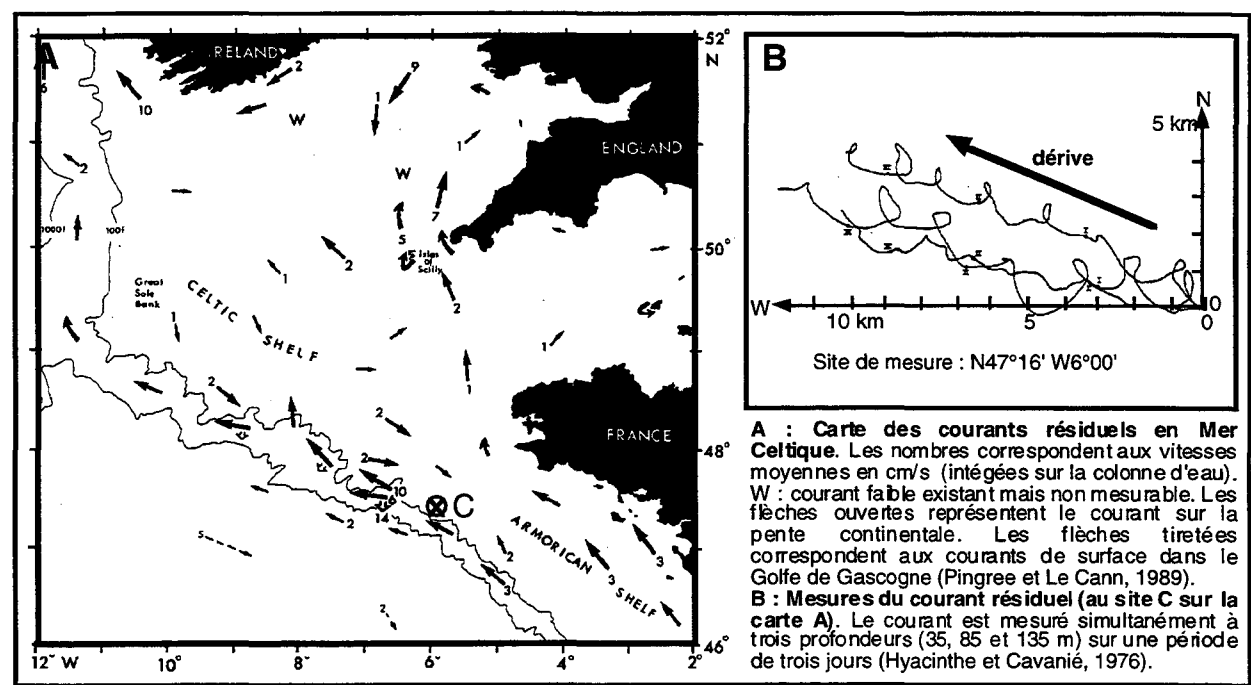 A
IRELAND
52°
N
2
9
10
1
W
6
1
2
W
ENGLAND
7
1000f
100f
5
50°
Isles
of
Scilly
2
1
2
Great
Sole
Bank
CELTIC
SHELF
1
1
2
1
2
FRANCE
48°
2
10
6
14
C
2
5
2
ARMORICAN
SHELF
3
3
3
2
46°
12° W
10°
8°
6°
4°
2°
B
N
5 km
dérive
W
10 km
5
0
0
Site de mesure : N47°16' W6°00'
A : Carte des courants résiduels en Mer
Celtique. Les nombres correspondent aux vitesses
moyennes en cm/s (intégées sur la colonne d'eau).
W : courant faible existant mais non mesurable. Les
flèches ouvertes représentent le courant sur la
pente continentale. Les flèches tiretées
correspondent aux courants de surface dans le
Golfe de Gascogne (Pingree et Le Cann, 1989).
B : Mesures du courant résiduel (au site C sur la
carte A). Le courant est mesuré simultanément à
trois profondeurs (35, 85 et 135 m) sur une période
de trois jours (Hyacinthe et Cavanié, 1976).